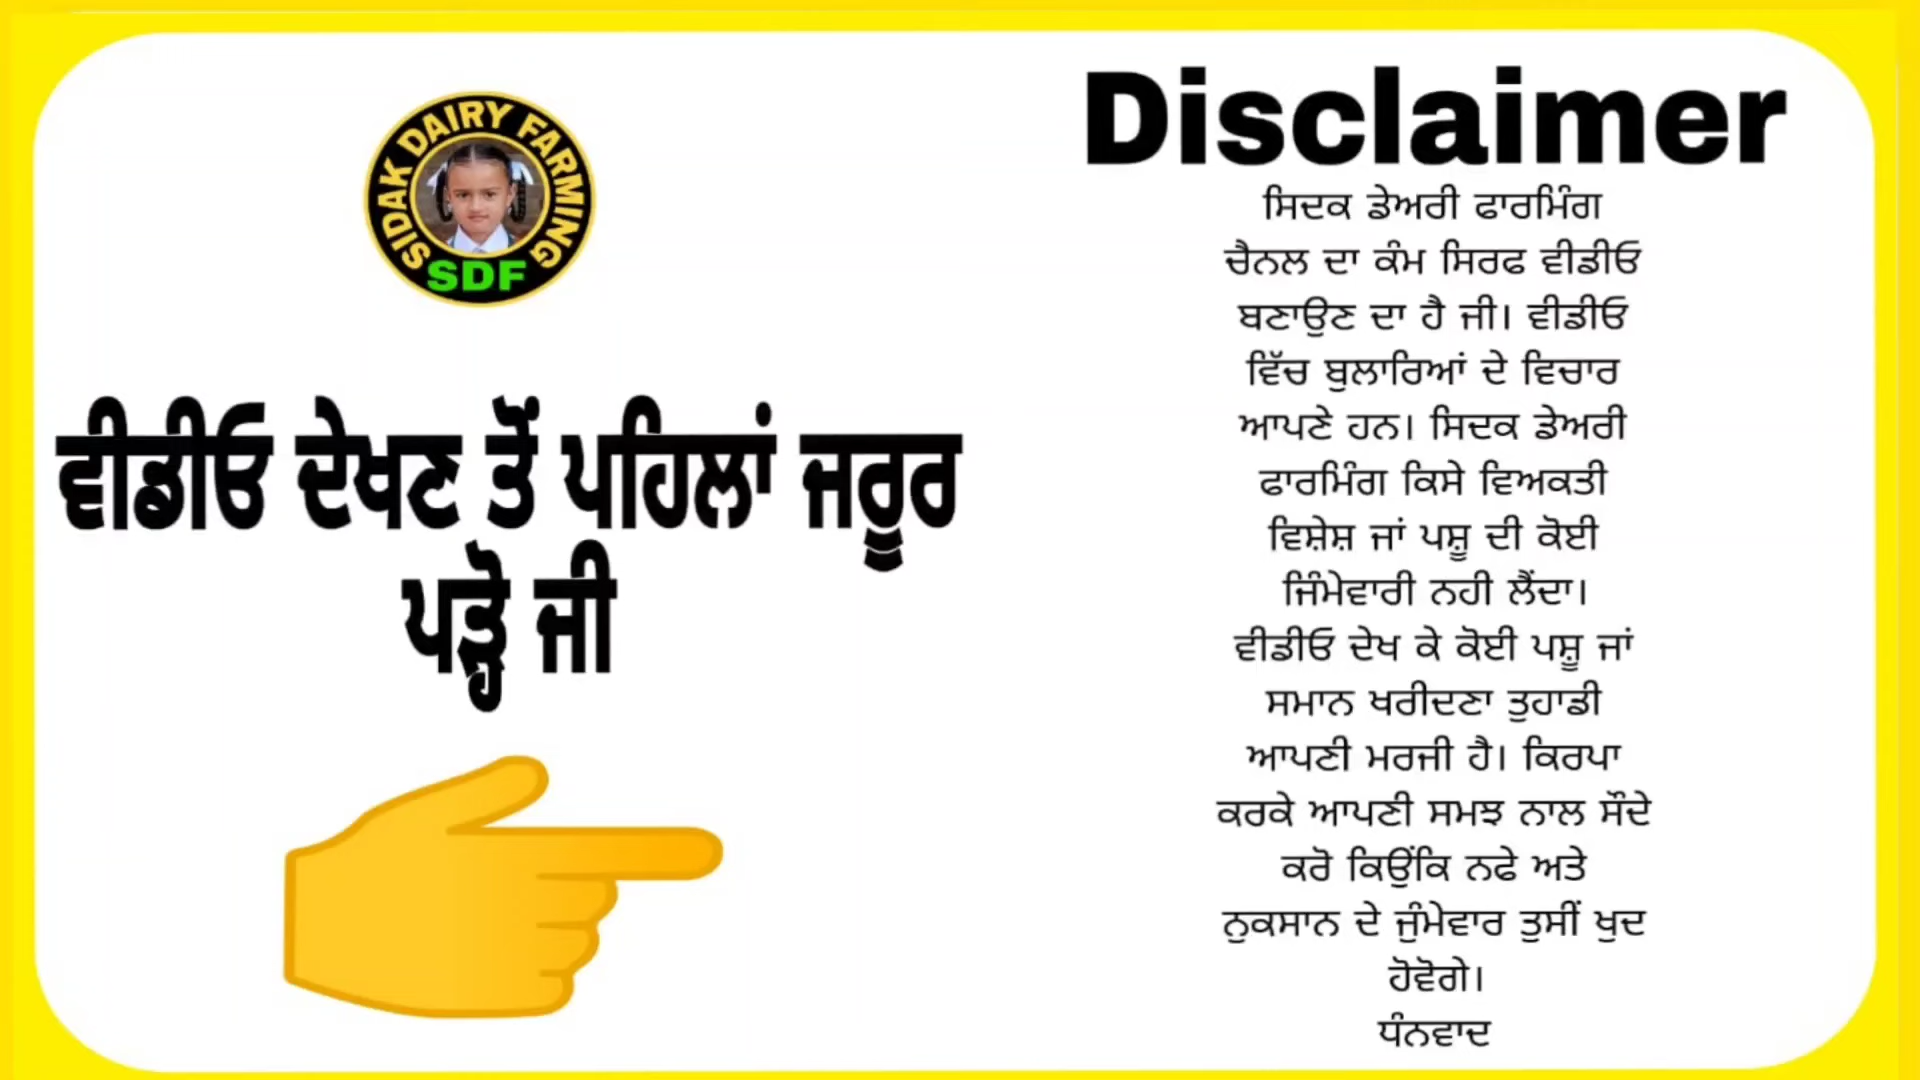 SIDAK DAIRY FARMING
SDF
ਵੀਡੀਓ ਦੇਖਣ ਤੋਂ ਪਹਿਲਾਂ ਜਰੂਰ
ਪੜ੍ਹੋ ਜੀ
Disclaimer
ਸਿਦਕ ਡੇਅਰੀ ਫਾਰਮਿੰਗ
ਚੈਨਲ ਦਾ ਕੰਮ ਸਿਰਫ ਵੀਡੀਓ
ਬਣਾਉਣ ਦਾ ਹੈ ਜੀ। ਵੀਡੀਓ
ਵਿੱਚ ਬੁਲਾਰਿਆਂ ਦੇ ਵਿਚਾਰ
ਆਪਣੇ ਹਨ। ਸਿਦਕ ਡੇਅਰੀ
ਫਾਰਮਿੰਗ ਕਿਸੇ ਵਿਅਕਤੀ
ਵਿਸ਼ੇਸ਼ ਜਾਂ ਪਸ਼ੂ ਦੀ ਕੋਈ
ਜਿੰਮੇਵਾਰੀ ਨਹੀ ਲੈਂਦਾ।
ਵੀਡੀਓ ਦੇਖ ਕੇ ਕੋਈ ਪਸ਼ੂ ਜਾਂ
ਸਮਾਨ ਖਰੀਦਣਾ ਤੁਹਾਡੀ
ਆਪਣੀ ਮਰਜੀ ਹੈ। ਕਿਰਪਾ
ਕਰਕੇ ਆਪਣੀ ਸਮਝ ਨਾਲ ਸੌਦੇ
ਕਰੋ ਕਿਉਂਕਿ ਨਫੇ ਅਤੇ
ਨੁਕਸਾਨ ਦੇ ਜੁੰਮੇਵਾਰ ਤੁਸੀਂ ਖੁਦ
ਹੋਵੋਗੇ।
ਧੰਨਵਾਦ